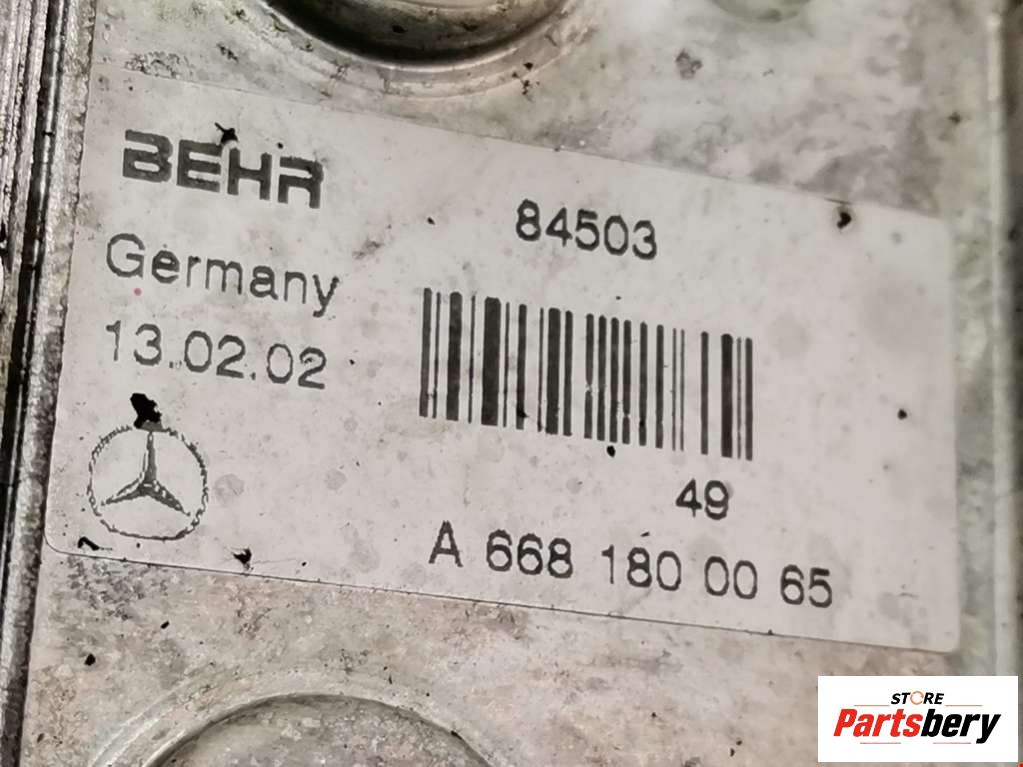 BEHR
84503
Germany
13.02.02
49
A 668 180 00 65
STORE
Partsbery